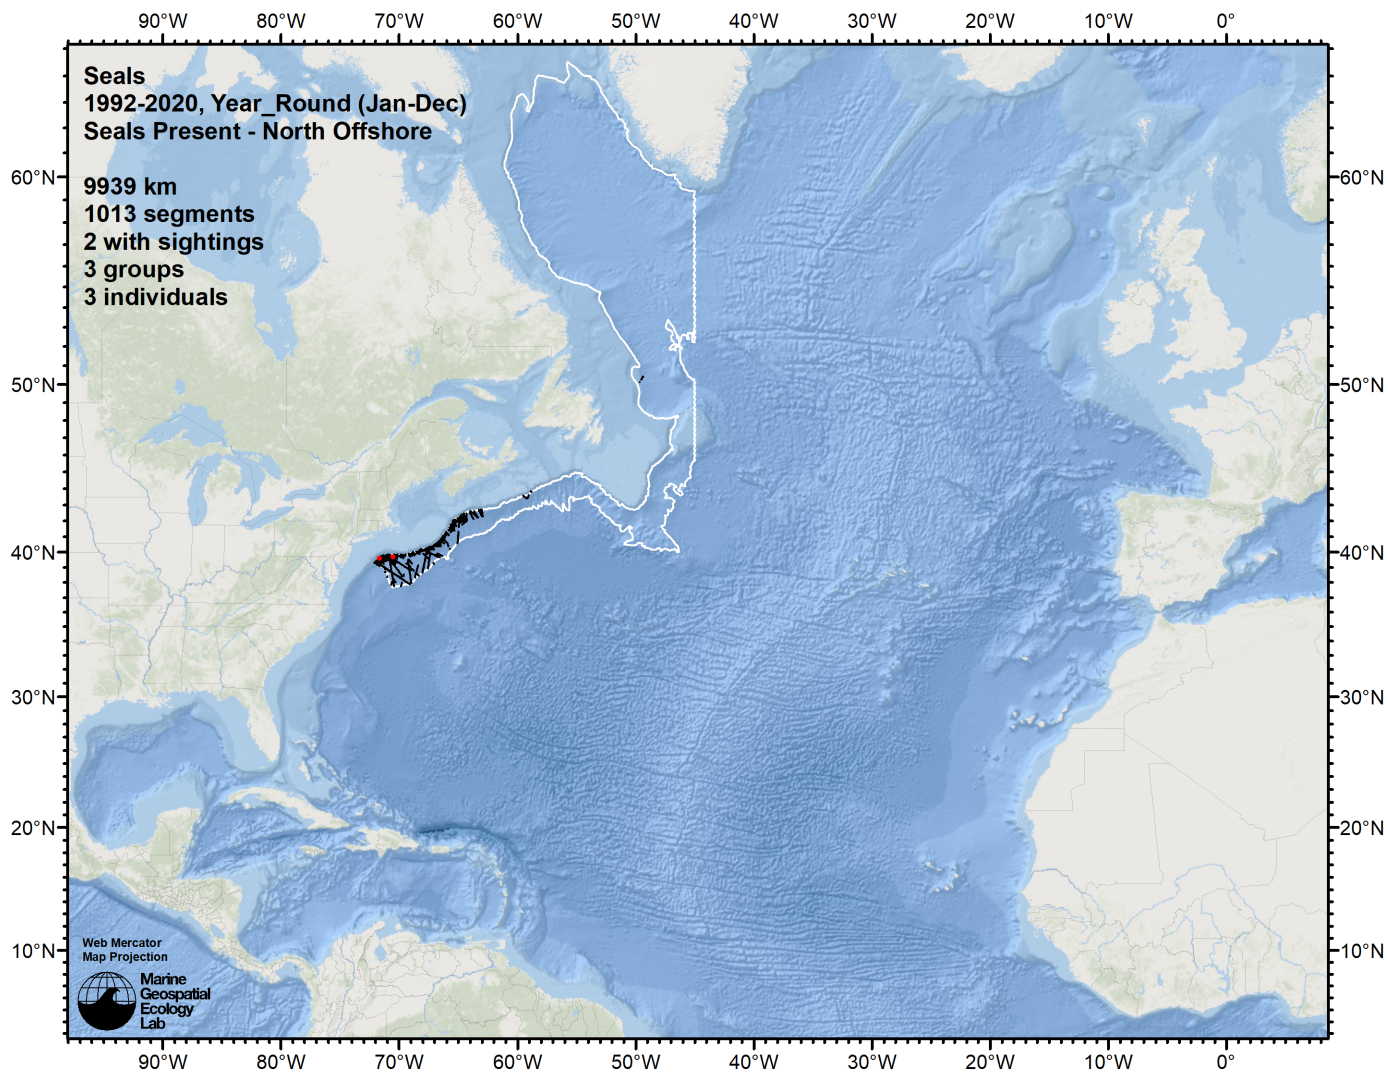 90°W 80°W 70°W 60°W 50°W 40°W 30°W 20°W 10°W 0°
Seals
1992-2020, Year_Round (Jan-Dec)
Seals Present - North Offshore
60°N 60°N
9939 km
1013 segments
2 with sightings
3 groups
3 individuals
50°N 50°N
40°N 40°N
30°N 30°N
20°N 20°N
10°N 10°N
Web Mercator
Map Projection
Marine
Geospatial
Ecology
Lab
90°W 80°W 70°W 60°W 50°W 40°W 30°W 20°W 10°W 0°